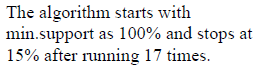 The algorithm starts with
min.support as 100% and stops at
15% after running 17 times.